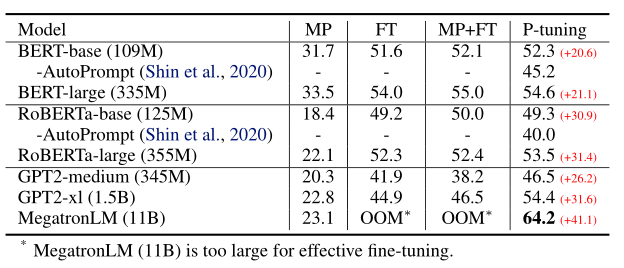 Model MP FT MP+FT P-tuning
BERT-base (109M) 31.7 51.6 52.1 52.3 (+20.6)
-AutoPrompt (Shin et al., 2020) - - - 45.2
BERT-large (335M) 33.5 54.0 55.0 54.6 (+21.1)
RoBERTa-base (125M) 18.4 49.2 50.0 49.3 (+30.9)
-AutoPrompt (Shin et al., 2020) - - - 40.0
RoBERTa-large (355M) 22.1 52.3 52.4 53.5 (+31.4)
GPT2-medium (345M) 20.3 41.9 38.2 46.5 (+26.2)
GPT2-xl (1.5B) 22.8 44.9 46.5 54.4 (+31.6)
MegatronLM (11B) 23.1 OOM* OOM* 64.2 (+41.1)
* MegatronLM (11B) is too large for effective fine-tuning.